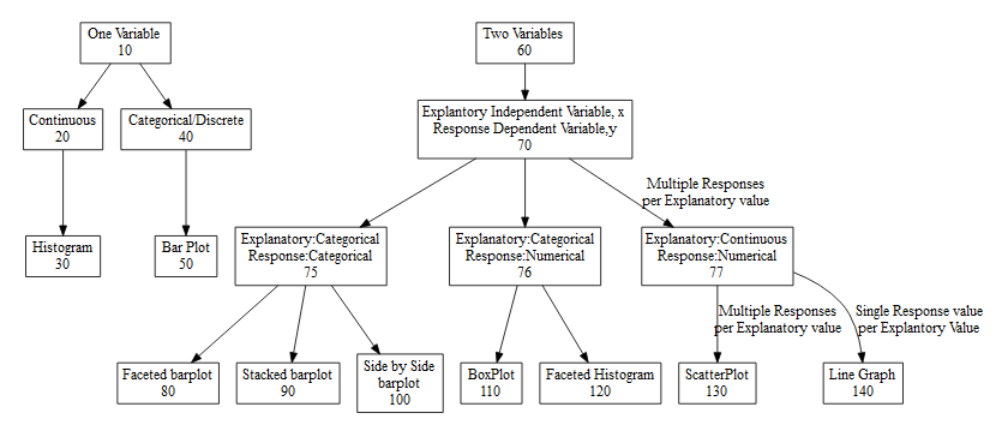 One Variable
10
Two Variables
60
Continuous
20
Categorical/Discrete
40
Explantory Independent Variable, x
Response Dependent Variable,y
70
Multiple Responses
per Explanatory value
Histogram
30
Bar Plot
50
Explanatory:Categorical
Response:Categorical
75
Explanatory:Categorical
Response:Numerical
76
Explanatory:Continuous
Response:Numerical
77
Multiple Responses
per Explanatory value
Single Response value
per Explantory Value
Faceted barplot
80
Stacked barplot
90
Side by Side
barplot
100
BoxPlot
110
Faceted Histogram
120
ScatterPlot
130
Line Graph
140